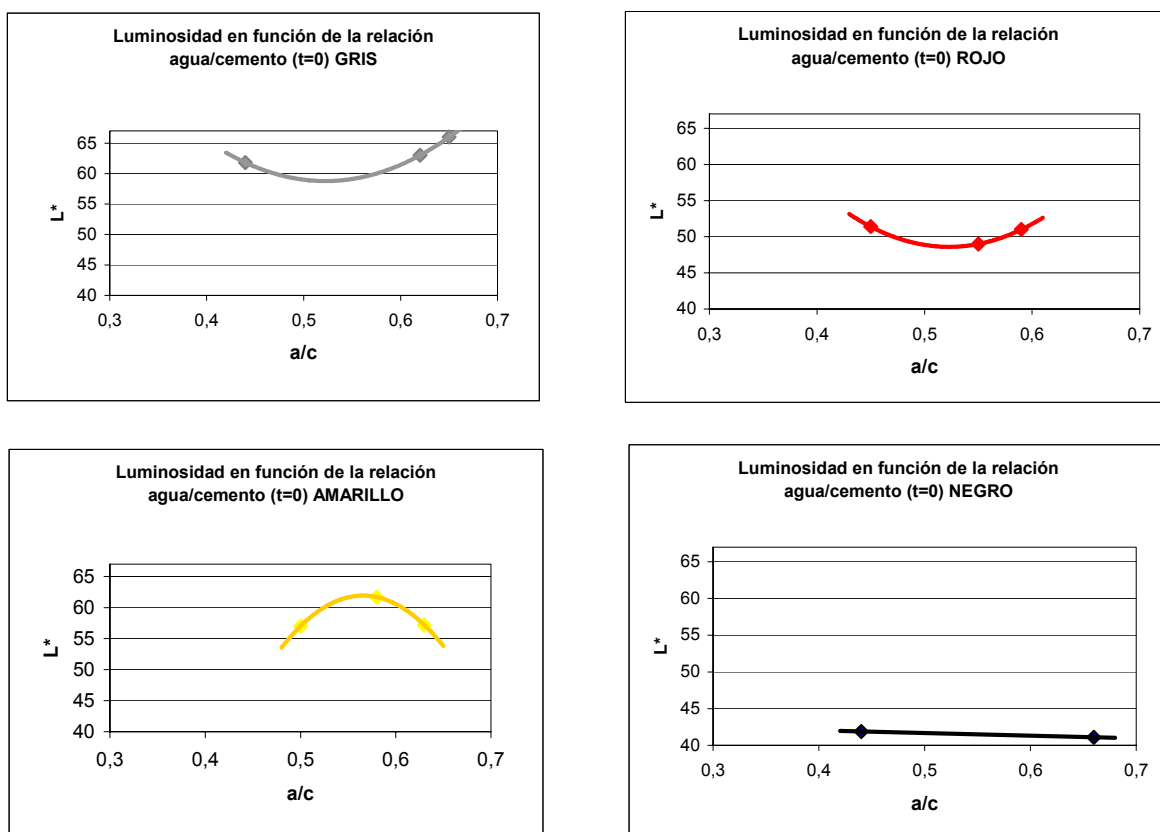 Luminosidad en función de la relación
agua/cemento (t=0) GRIS
65
60
55
50
45
40
L*
0,3 0,4 0,5 0,6 0,7
a/c
Luminosidad en función de la relación
agua/cemento (t=0) ROJO
65
60
55
50
45
40
L*
0,3 0,4 0,5 0,6 0,7
a/c
Luminosidad en función de la relación
agua/cemento (t=0) AMARILLO
65
60
55
50
45
40
L*
0,3 0,4 0,5 0,6 0,7
a/c
Luminosidad en función de la relación
agua/cemento (t=0) NEGRO
65
60
55
50
45
40
L*
0,3 0,4 0,5 0,6 0,7
a/c